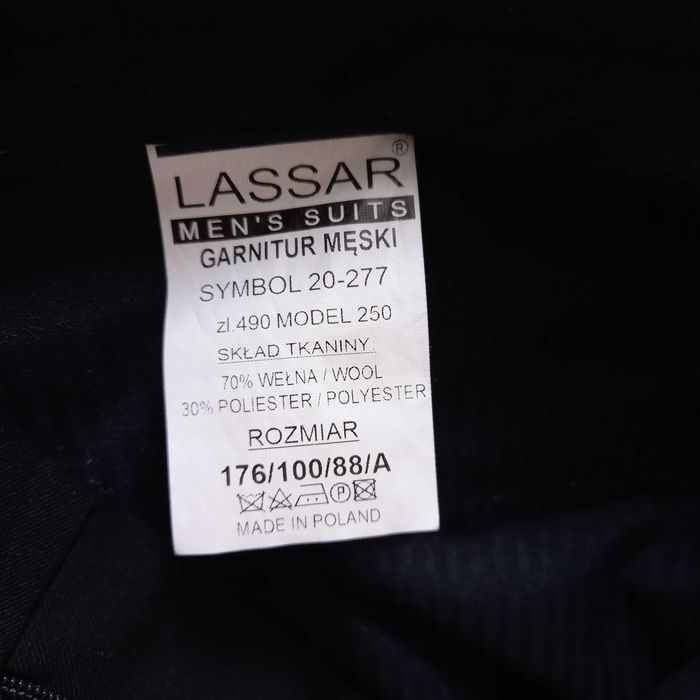 LASSAR®
MEN'S SUITS
GARNITUR MĘSKI
SYMBOL 20-277
zl.490 MODEL 250
SKŁAD TKANINY:
70% WEŁNA / WOOL
30% POLIESTER / POLYESTER
ROZMIAR
176/100/88/A
P
MADE IN POLAND